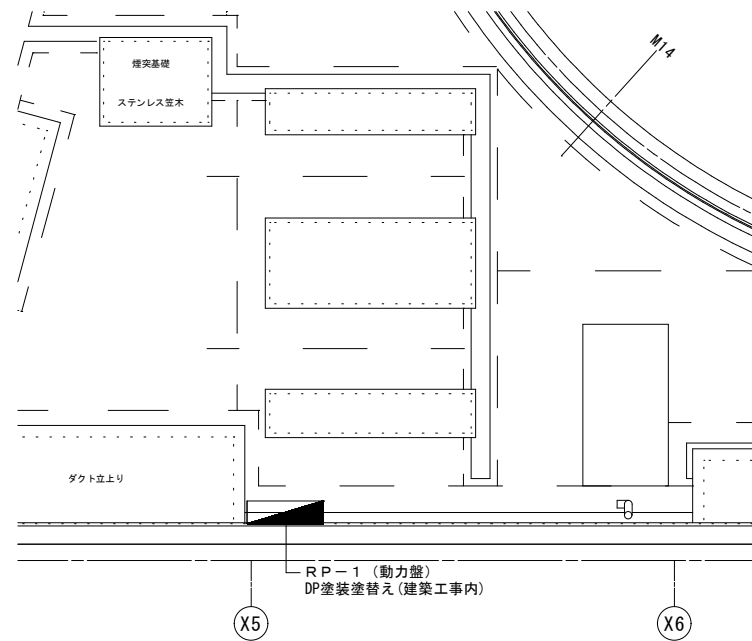 煙突基礎
ステンレス笠木
M14
ダクト立上り
RP－1（動力盤）
DP塗装塗替え(建築工事内)
X5
X6